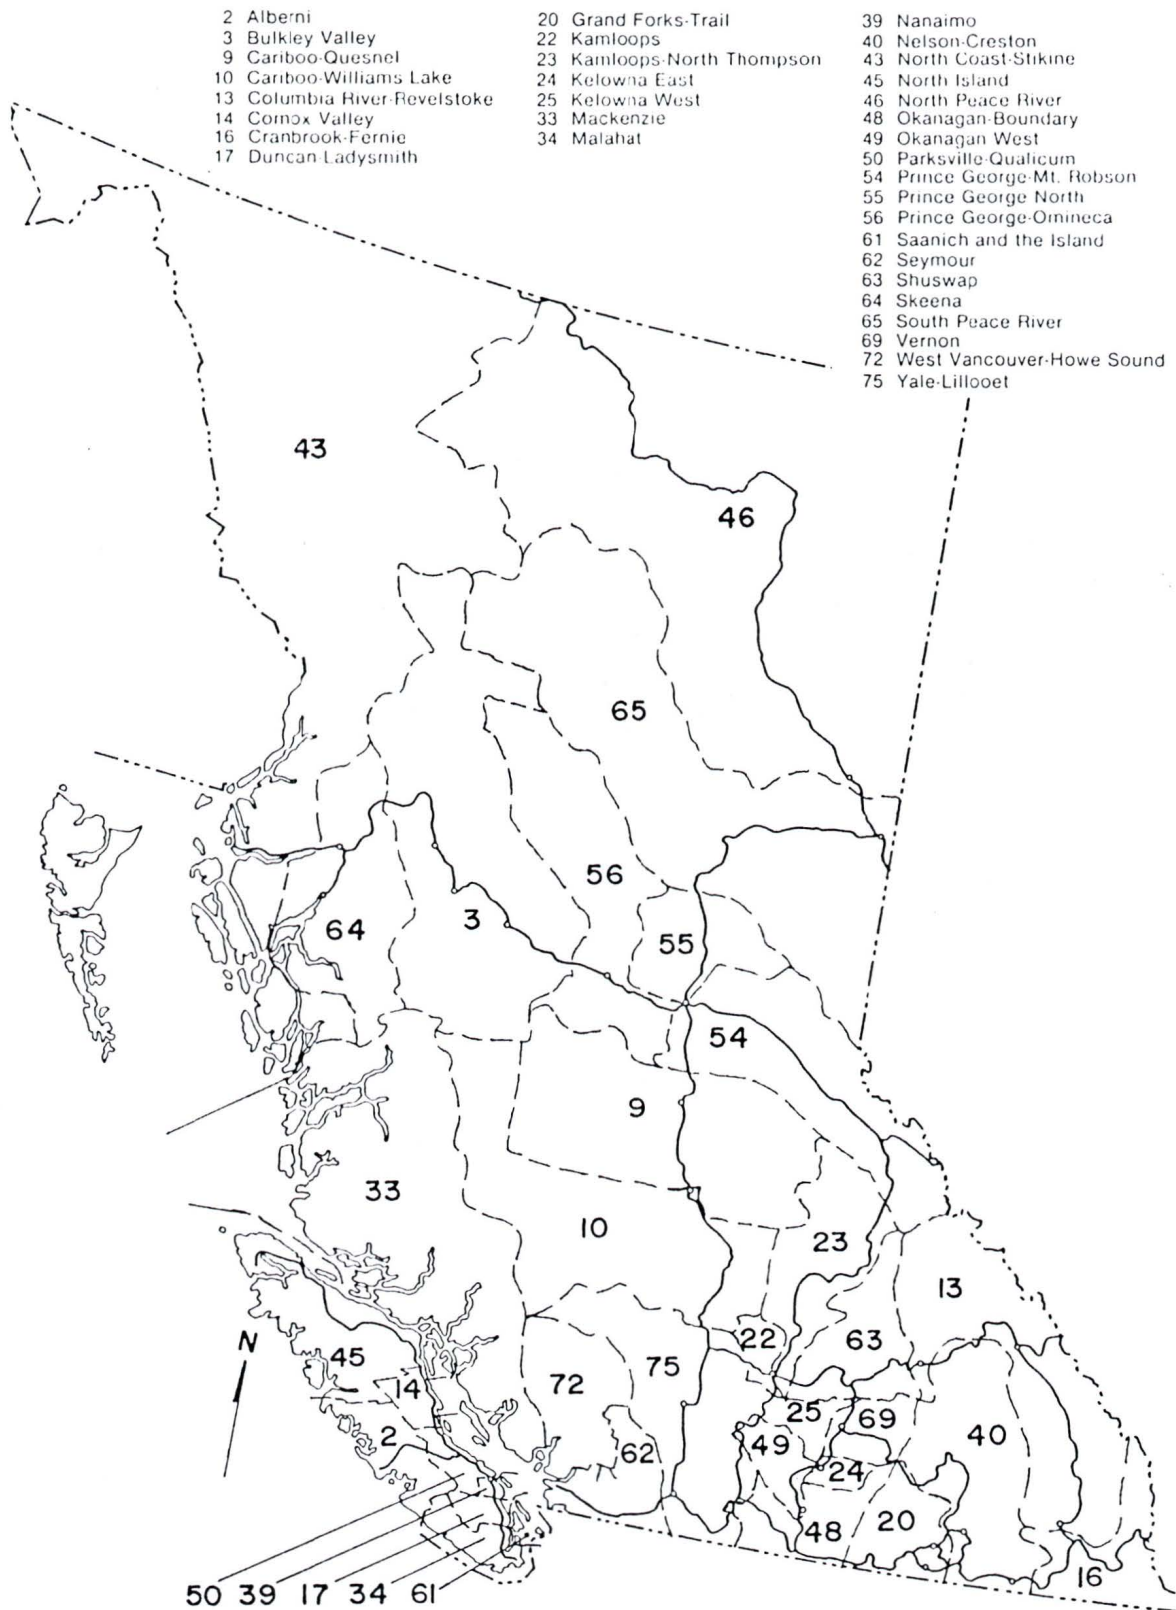 2 Alberni
3 Bulkley Valley
9 Cariboo-Quesnel
10 Cariboo-Williams Lake
13 Columbia River-Revelstoke
14 Comox Valley
16 Cranbrook-Fernie
17 Duncan-Ladysmith
20 Grand Forks-Trail
22 Kamloops
23 Kamloops-North Thompson
24 Kelowna East
25 Kelowna West
33 Mackenzie
34 Malahat
39 Nanaimo
40 Nelson-Creston
43 North Coast-Stikine
45 North Island
46 North Peace River
48 Okanagan-Boundary
49 Okanagan West
50 Parksville-Qualicum
54 Prince George-Mt. Robson
55 Prince George North
56 Prince George-Omineca
61 Saanich and the Island
62 Seymour
63 Shuswap
64 Skeena
65 South Peace River
69 Vernon
72 West Vancouver-Howe Sound
75 Yale-Lillooet
43
46
65
56
3
64
55
54
9
33
10
23
13
N
22
63
45
75
14
72
25
69
40
2
49
62
24
48
20
16
50 39 17 34 61